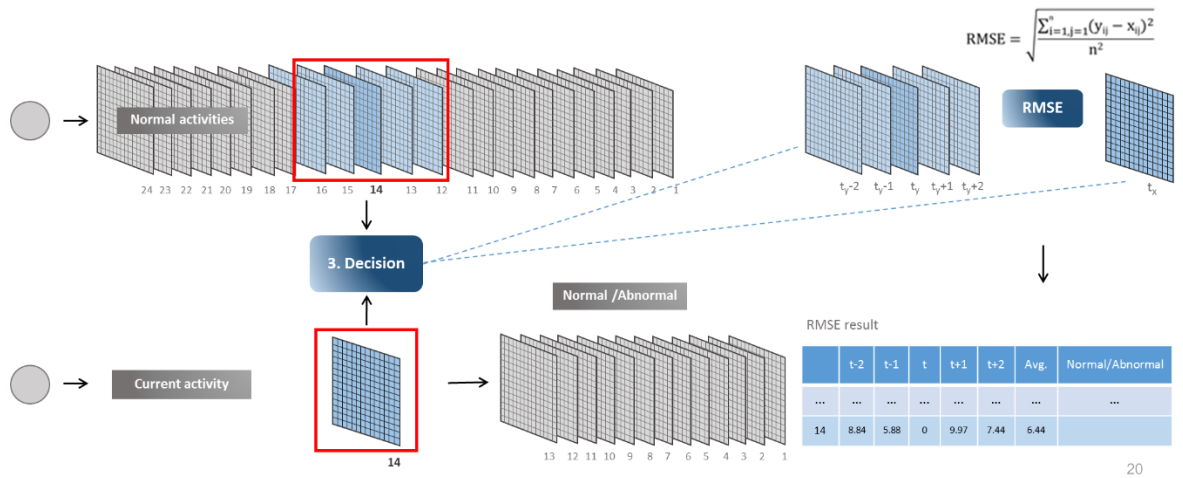 RMSE = √(∑ⁿᵢ₌₁,ⱼ₌₁(yᵢⱼ − xᵢⱼ)² / n²)
Normal activities
RMSE
24 23 22 21 20 19 18 17 16 15 14 13 12 11 10 9 8 7 6 5 4 3 2 1
t_y-2 t_y-1 t_y t_y+1 t_y+2
t_x
3. Decision
Normal /Abnormal
RMSE result
t-2 t-1 t t+1 t+2 Avg. Normal/Abnormal
... ... ... ... ... ... ... ...
14 8.84 5.88 0 9.97 7.44 6.44
Current activity
13 12 11 10 9 8 7 6 5 4 3 2 1
14
20